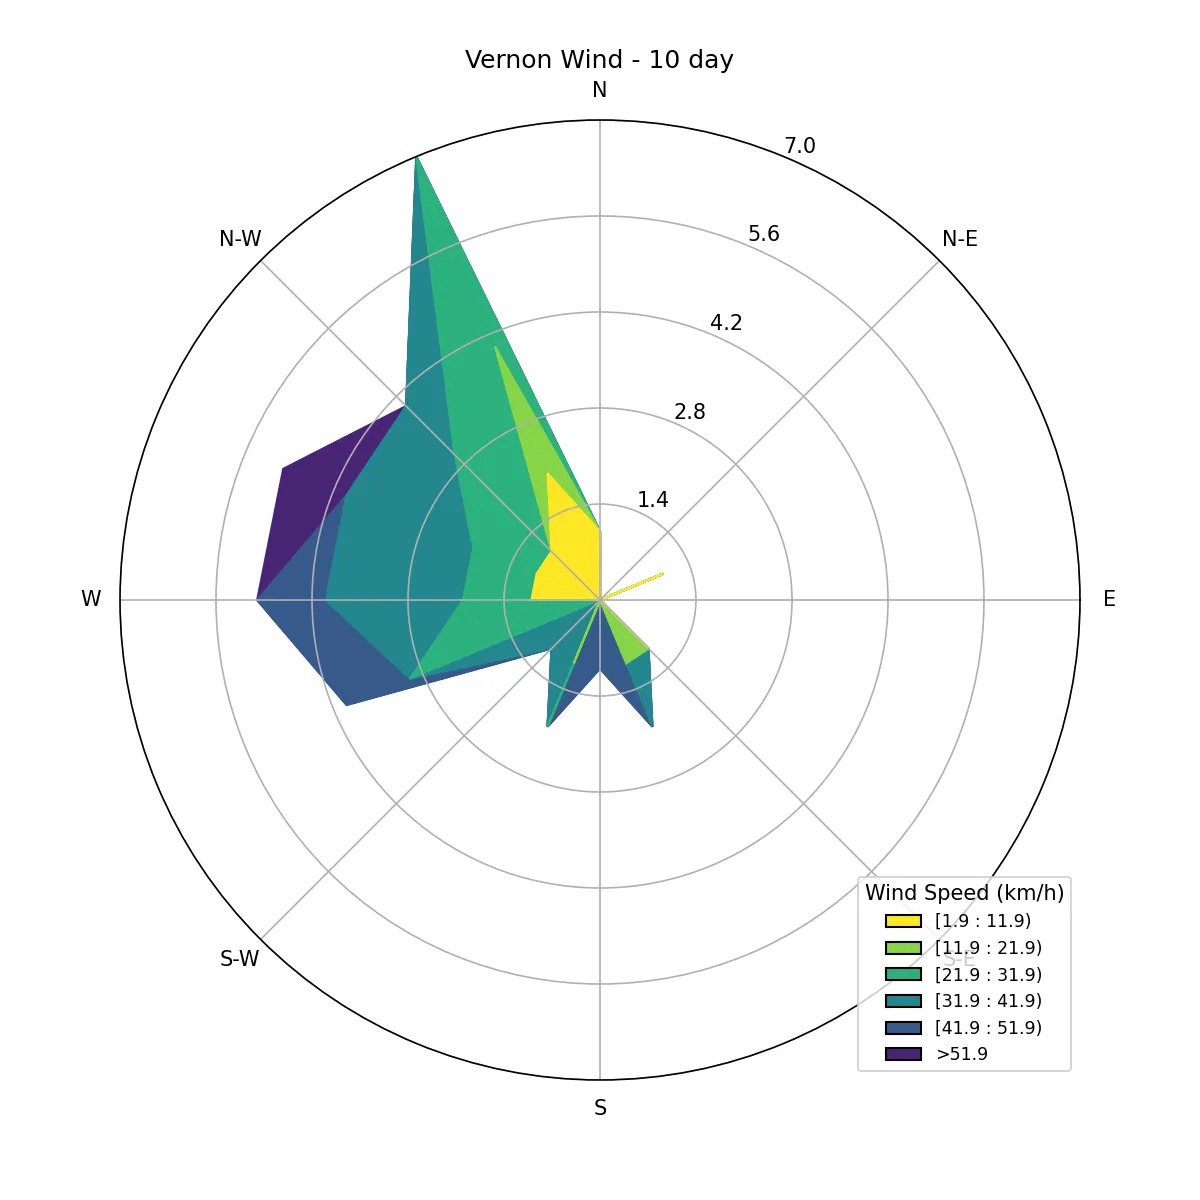 Vernon Wind - 10 day
N
7.0
N-W
5.6
N-E
4.2
2.8
1.4
W
E
Wind Speed (km/h)
[1.9 : 11.9)
[11.9 : 21.9)
S-W
S-E
[21.9 : 31.9)
[31.9 : 41.9)
[41.9 : 51.9)
>51.9
S